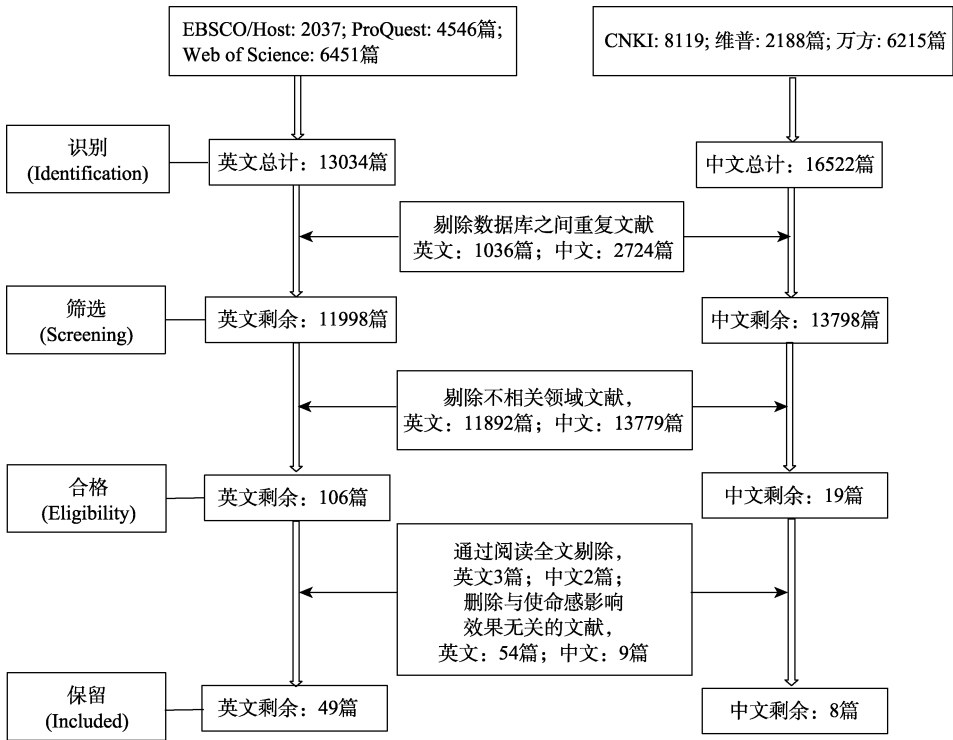 EBSCO/Host: 2037; ProQuest: 4546篇;
Web of Science: 6451篇
CNKI: 8119; 维普: 2188篇; 万方: 6215篇
识别
(Identification)
英文总计：13034篇
中文总计：16522篇
剔除数据库之间重复文献
英文：1036篇；中文：2724篇
筛选
(Screening)
英文剩余：11998篇
中文剩余：13798篇
剔除不相关领域文献，
英文：11892篇；中文：13779篇
合格
(Eligibility)
英文剩余：106篇
中文剩余：19篇
通过阅读全文剔除，
英文3篇；中文2篇；
删除与使命感影响
效果无关的文献，
英文：54篇；中文：9篇
保留
(Included)
英文剩余：49篇
中文剩余：8篇